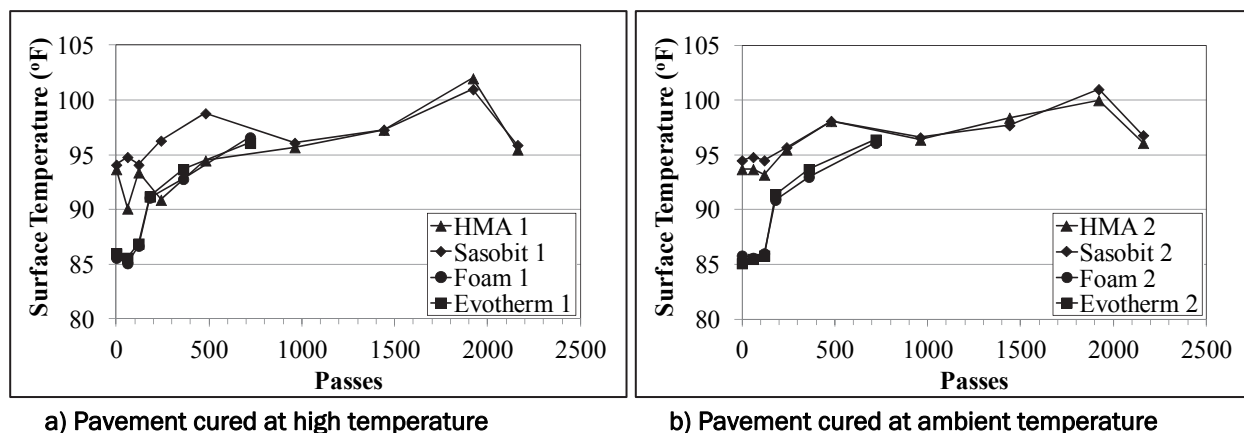 105
100
95
90
85
80
Surface Temperature (ºF)
0 500 1000 1500 2000 2500
Passes
HMA 1
Sasobit 1
Foam 1
Evotherm 1
a) Pavement cured at high temperature
105
100
95
90
85
80
Surface Temperature (ºF)
0 500 1000 1500 2000 2500
Passes
HMA 2
Sasobit 2
Foam 2
Evotherm 2
b) Pavement cured at ambient temperature